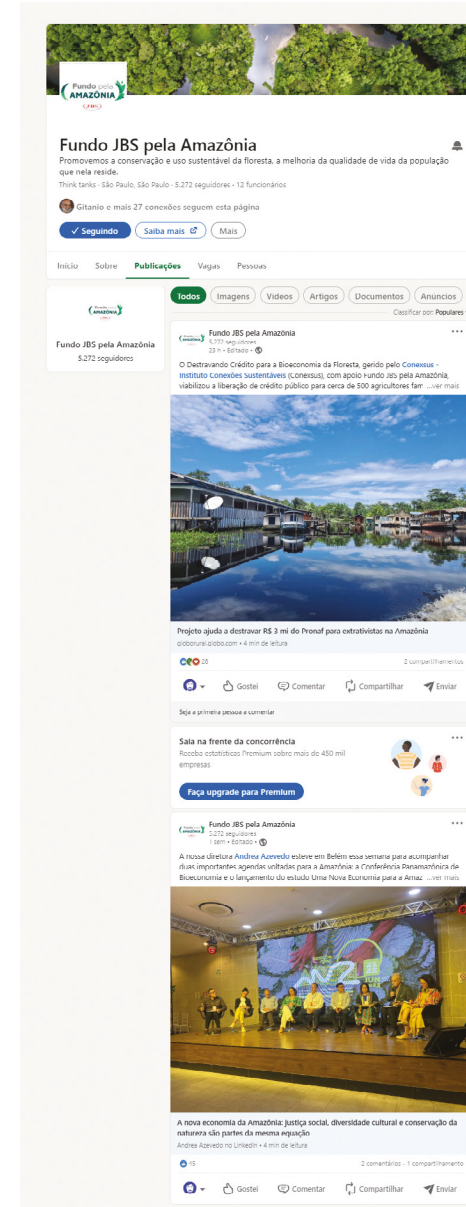 Fundo pela
AMAZÔNIA
JBS
Fundo JBS pela Amazônia
Promovemos a conservação e uso sustentável da floresta, a melhoria da qualidade de vida da população
que nela reside.
Think tanks · São Paulo, São Paulo · 5.272 seguidores · 12 funcionários
Gitanio e mais 27 conexões seguem esta página
✓ Seguindo
Saiba mais
Mais
Início Sobre Publicações Vagas Pessoas
Fundo JBS pela Amazônia
5.272 seguidores
Todos Imagens Vídeos Artigos Documentos Anúncios
Classificar por: Populares
Fundo JBS pela Amazônia
5.272 seguidores
23 h • Editado •
O Destravando Crédito para a Bioeconomia da Floresta, gerido pelo Conexsus -
Instituto Conexões Sustentáveis (Conexsus), com apoio Fundo JBS pela Amazônia,
viabilizou a liberação de crédito público para cerca de 500 agricultores fam ...ver mais
Projeto ajuda a destravar R$ 3 mi do Pronaf para extrativistas na Amazônia
globorural.globo.com • 4 min de leitura
26
2 compartilhamentos
Gostei Comentar Compartilhar Enviar
Seja a primeira pessoa a comentar
Saia na frente da concorrência
Receba estatísticas Premium sobre mais de 450 mil
empresas
Faça upgrade para Premium
Fundo JBS pela Amazônia
5.272 seguidores
1 sem • Editado •
A nossa diretora Andrea Azevedo esteve em Belém essa semana para acompanhar
duas importantes agendas voltadas para a Amazônia: a Conferência Panamazônica de
Bioeconomia e o lançamento do estudo Uma Nova Economia para a Amaz ...ver mais
A nova economia da Amazônia: justiça social, diversidade cultural e conservação da
natureza são partes da mesma equação
Andrea Azevedo no LinkedIn • 4 min de leitura
45
2 comentários · 1 compartilhamento
Gostei Comentar Compartilhar Enviar